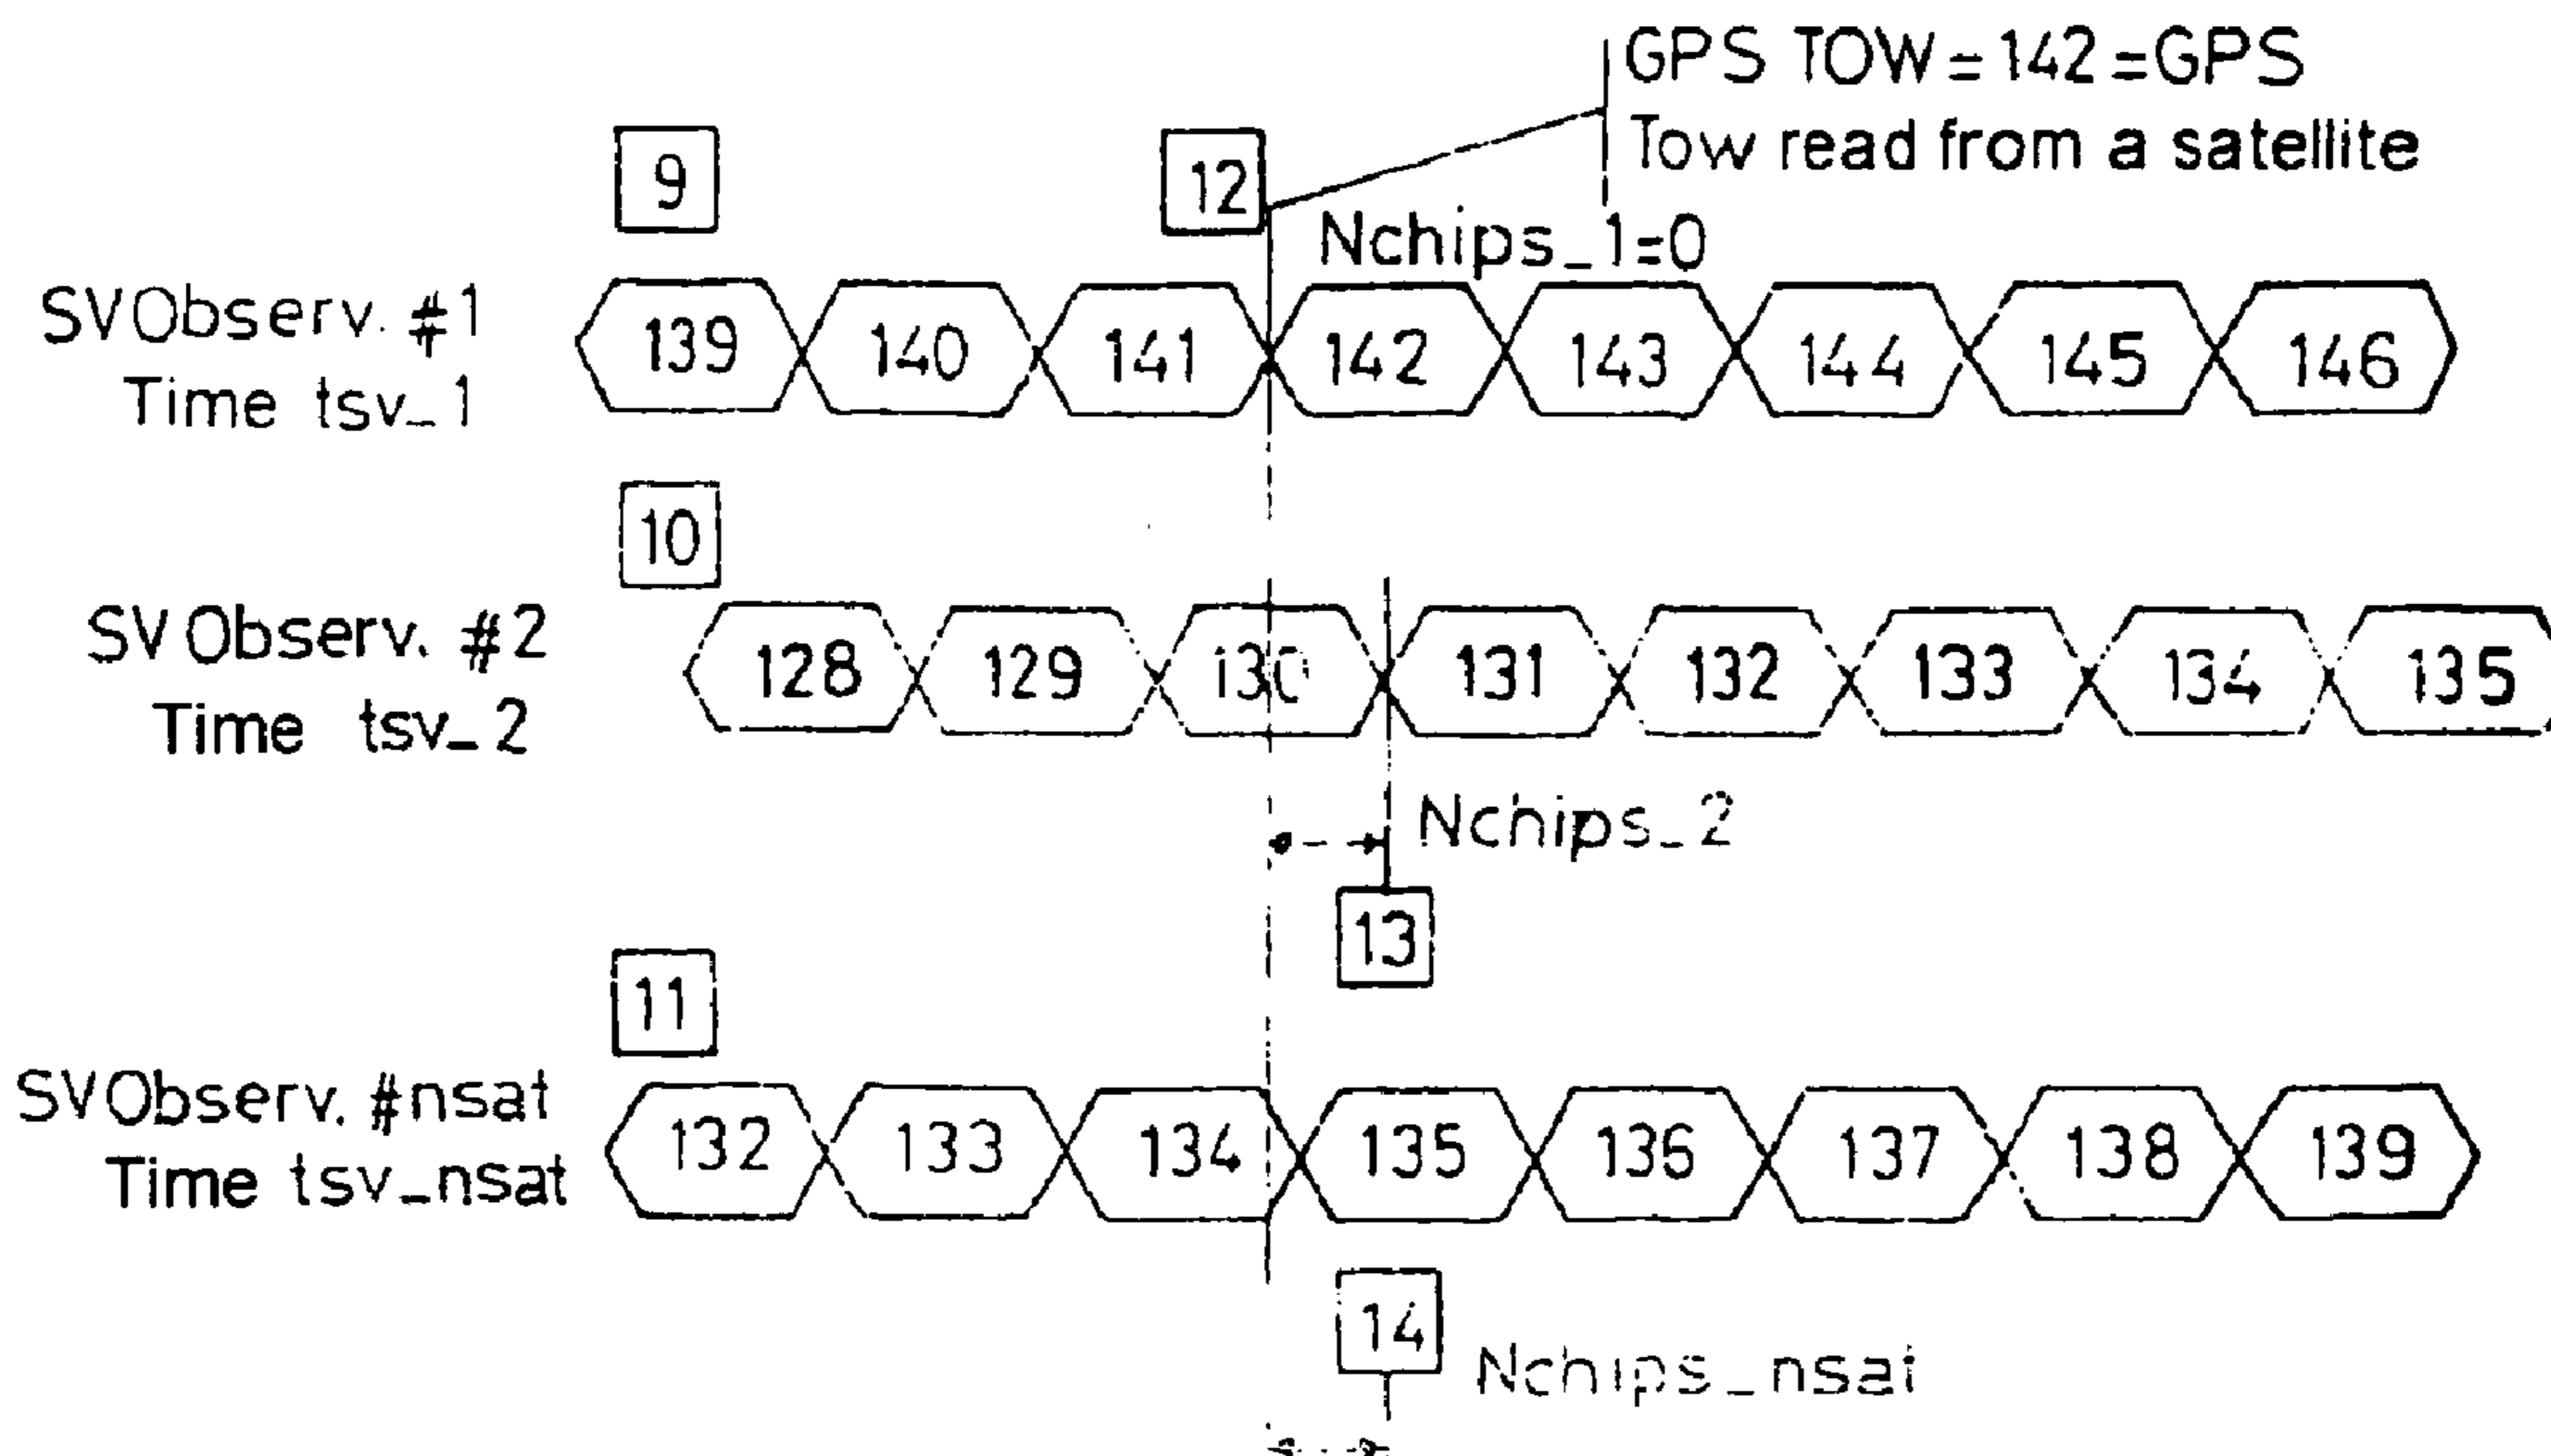 GPS TOW = 142 = GPS
Tow read from a satellite
9
12
Nchips_1=0
SVObserv. #1
Time tsv_1
139 140 141 142 143 144 145 146
10
SV Observ. #2
Time tsv_2
128 129 130 131 132 133 134 135
Nchips_2
13
11
SVObserv. #nsat
Time tsv_nsat
132 133 134 135 136 137 138 139
14
Nchips_nsat